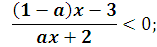 (1 − a)x − 3
ax + 2
< 0;